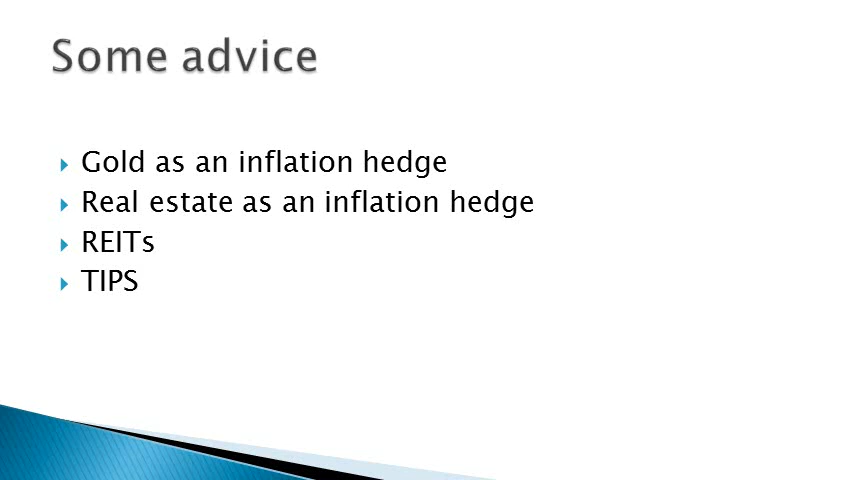 Some advice
Gold as an inflation hedge
Real estate as an inflation hedge
REITs
TIPS